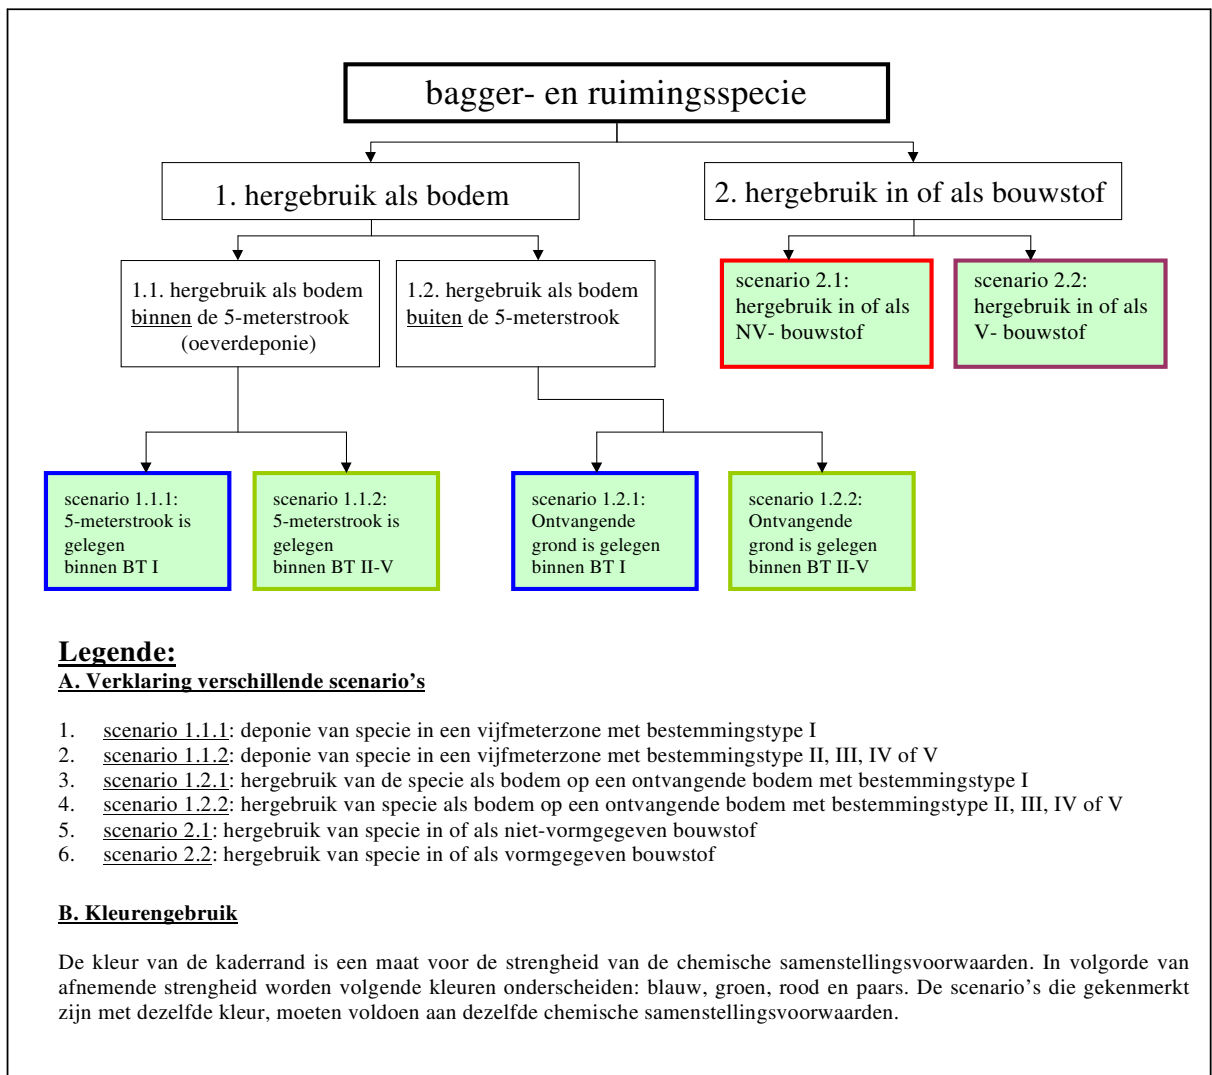 bagger- en ruimingsspecie
1. hergebruik als bodem
2. hergebruik in of als bouwstof
1.1. hergebruik als bodem
binnen de 5-meterstrook
(oeverdeponie)
1.2. hergebruik als bodem
buiten de 5-meterstrook
scenario 2.1:
hergebruik in of als
NV- bouwstof
scenario 2.2:
hergebruik in of als
V- bouwstof
scenario 1.1.1:
5-meterstrook is
gelegen
binnen BT I
scenario 1.1.2:
5-meterstrook is
gelegen
binnen BT II-V
scenario 1.2.1:
Ontvangende
grond is gelegen
binnen BT I
scenario 1.2.2:
Ontvangende
grond is gelegen
binnen BT II-V
Legende:
A. Verklaring verschillende scenario’s
1. scenario 1.1.1: deponie van specie in een vijfmeterzone met bestemmingstype I
2. scenario 1.1.2: deponie van specie in een vijfmeterzone met bestemmingstype II, III, IV of V
3. scenario 1.2.1: hergebruik van de specie als bodem op een ontvangende bodem met bestemmingstype I
4. scenario 1.2.2: hergebruik van specie als bodem op een ontvangende bodem met bestemmingstype II, III, IV of V
5. scenario 2.1: hergebruik van specie in of als niet-vormgegeven bouwstof
6. scenario 2.2: hergebruik van specie in of als vormgegeven bouwstof
B. Kleurengebruik
De kleur van de kaderrand is een maat voor de strengheid van de chemische samenstellingsvoorwaarden. In volgorde van
afnemende strengheid worden volgende kleuren onderscheiden: blauw, groen, rood en paars. De scenario’s die gekenmerkt
zijn met dezelfde kleur, moeten voldoen aan dezelfde chemische samenstellingsvoorwaarden.